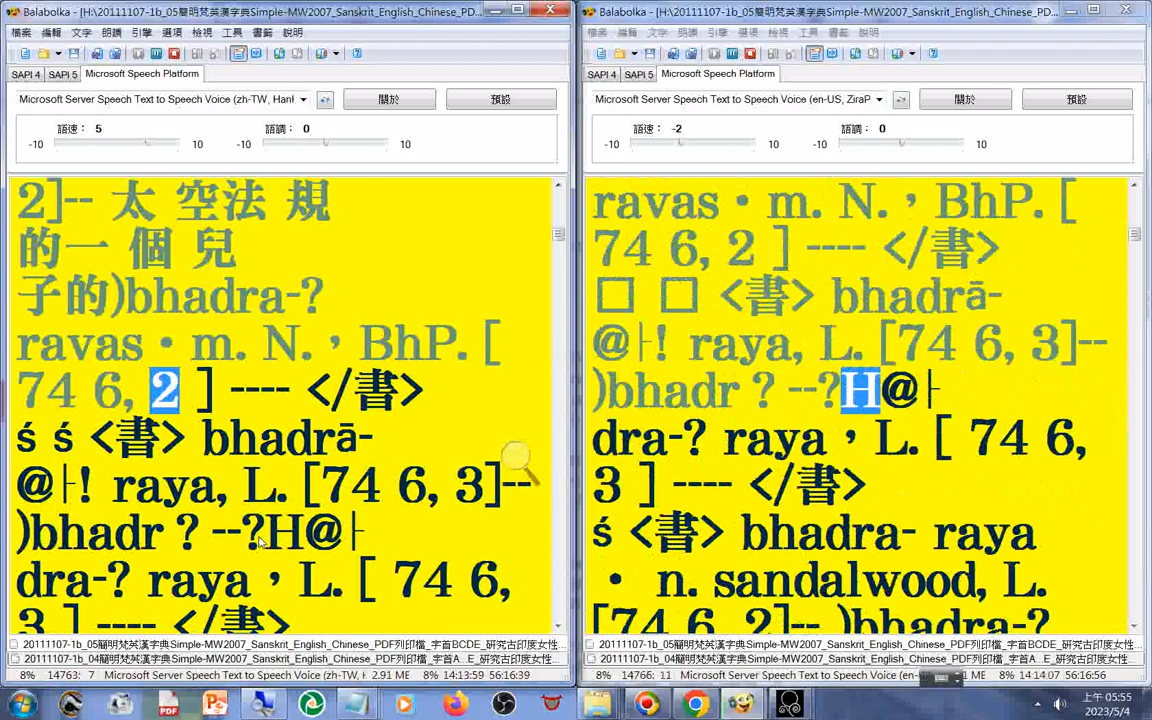 Balabolka - [H:\20111107-1b_05簡明梵英漢字典Simple-MW2007_Sanskrit_English_Chinese_PD...
檔案 編輯 文字 朗讀 引擎 選項 檢視 工具 書籤 說明
SAPI 4 SAPI 5 Microsoft Speech Platform
Microsoft Server Speech Text to Speech Voice (zh-TW, Hanl
關於
預設
語速： 5
語調： 0
-10 10 -10 10
2]-- 太 空法 規
的一 個 兒
子的)bhadra-?
ravas・m. N.，BhP. [
74 6, 2 ] ---- </書>
ś ś <書> bhadrā-
@├! raya, L. [74 6, 3]--
)bhadr？--?H@├
dra-? raya，L. [ 74 6,
3 ] ---- </書>
20111107-1b_05簡明梵英漢字典Simple-MW2007_Sanskrit_English_Chinese_PDF列印檔_字首BCDE_研究古印度女性...
20111107-1b_04簡明梵英漢字典Simple-MW2007_Sanskrit_English_Chinese_PDF列印檔_字首A...E_研究古印度女性...
8% 14763: 7 Microsoft Server Speech Text to Speech Voice (zh-TW, 2.91 ME 8% 14:13:59 56:16:39
Balabolka - [H:\20111107-1b_05簡明梵英漢字典Simple-MW2007_Sanskrit_English_Chinese_PD...
檔案 編輯 文字 朗讀 引擎 選項 檢視 工具 書籤 說明
SAPI 4 SAPI 5 Microsoft Speech Platform
Microsoft Server Speech Text to Speech Voice (en-US, ZiraP
關於
預設
語速： -2
語調： 0
-10 10 -10 10
ravas・m. N.，BhP. [
74 6, 2 ] ---- </書>
□ □ <書> bhadrā-
@├! raya, L. [74 6, 3]--
)bhadr？--?H@├
dra-? raya，L. [ 74 6,
3 ] ---- </書>
ś <書> bhadra- raya
・ n. sandalwood, L.
[74 6, 2]-- )bhadra-?
20111107-1b_05簡明梵英漢字典Simple-MW2007_Sanskrit_English_Chinese_PDF列印檔_字首BCDE_研究古印度女性...
20111107-1b_04簡明梵英漢字典Simple-MW2007_Sanskrit_English_Chinese_PDF列印檔_字首A...E_研究古印度女性...
8% 14766: 11 Microsoft Server Speech Text to Speech Voice ME 8% 14:14:07 56:16:56
上午 05:55
2023/5/4